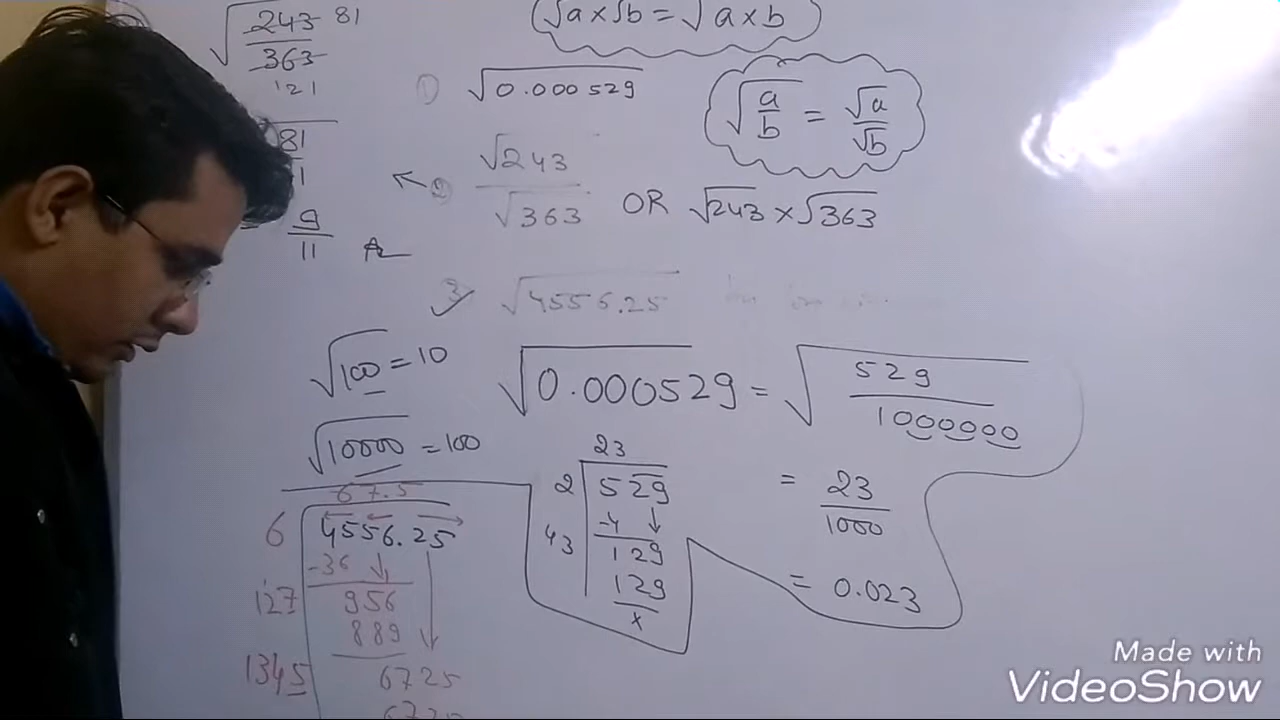 √(243/363) 81
121
(√a×√b = √a×b)
① √0.000529
√(a/b) = √a/√b
81
9/11
← ② √243/√363 OR √243 × √363
③ √4556.25
√100 = 10
√0.000529 = √(529/1000000)
√10000 = 100
23
2 529
-4
43 129
129
×
= 23/1000
= 0.023
67.5
6 4556.25
-36
127 956
889
1345 6725
Made with
VideoShow